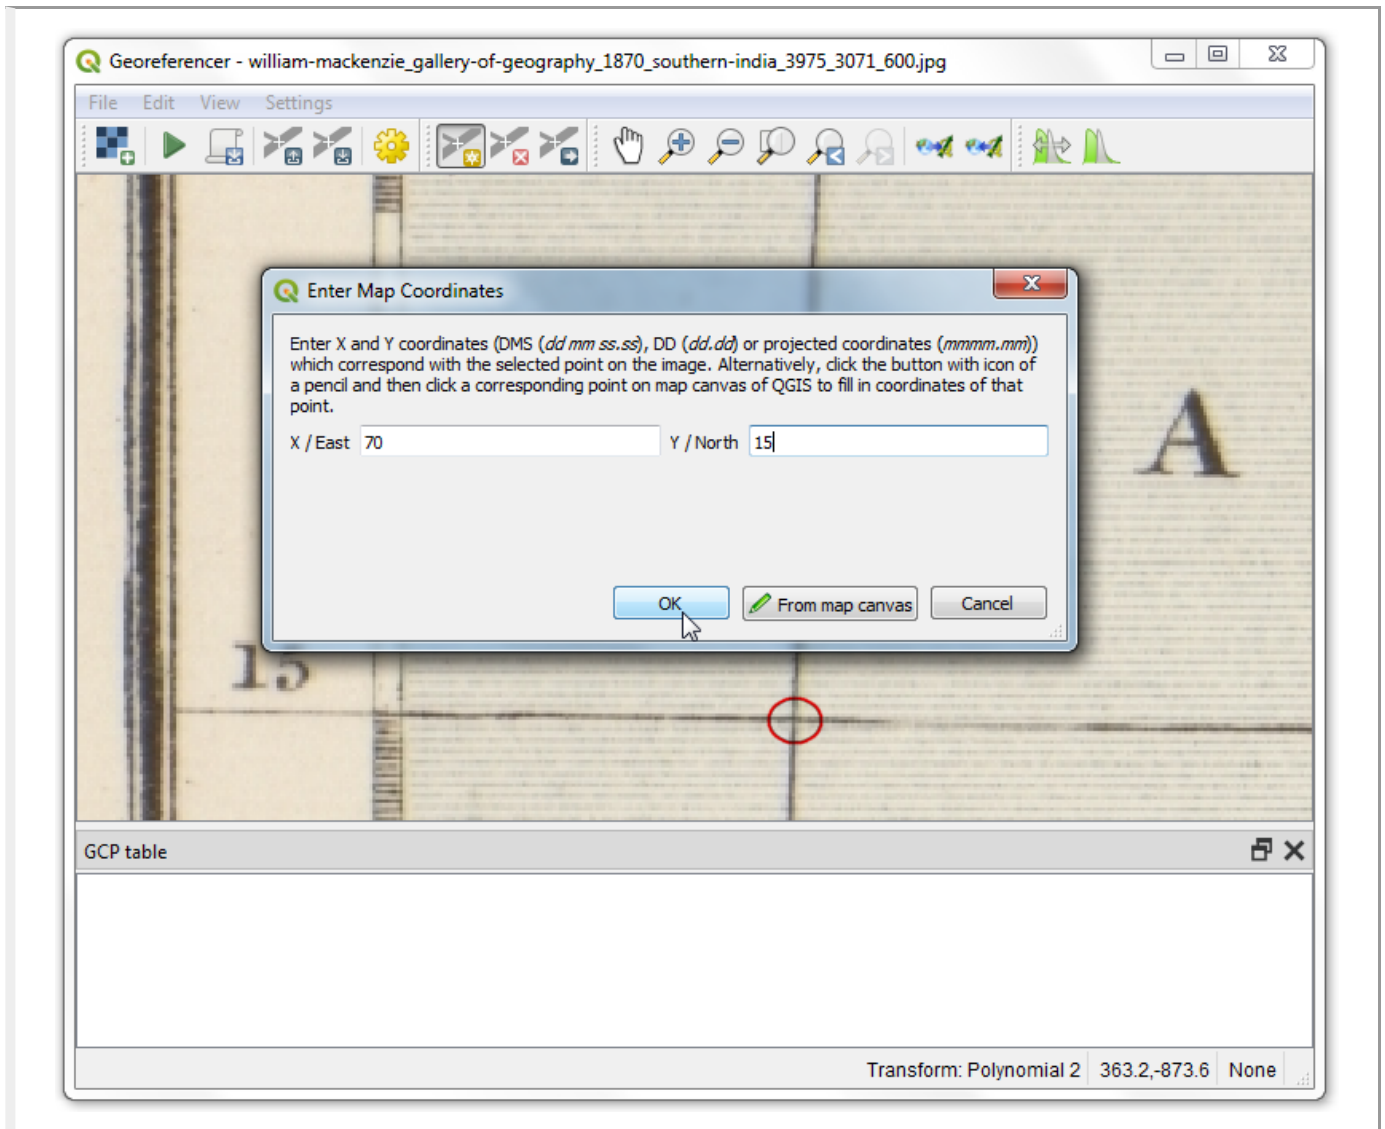 Georeferencer - william-mackenzie_gallery-of-geography_1870_southern-india_3975_3071_600.jpg
File Edit View Settings
Enter Map Coordinates
Enter X and Y coordinates (DMS (dd mm ss.ss), DD (dd.dd) or projected coordinates (mmmm.mm))
which correspond with the selected point on the image. Alternatively, click the button with icon of
a pencil and then click a corresponding point on map canvas of QGIS to fill in coordinates of that
point.
X / East 70 Y / North 15
A
OK From map canvas Cancel
15
GCP table
Transform: Polynomial 2 363.2,-873.6 None